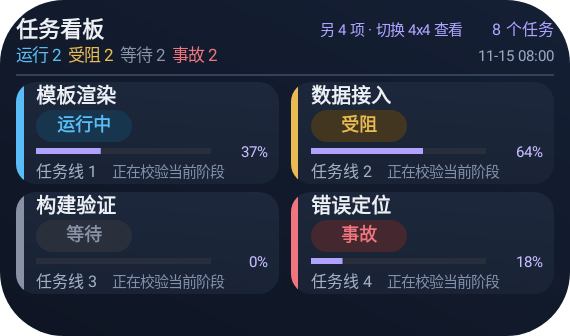 任务看板 另 4 项 · 切换 4x4 查看 8 个任务
运行 2 受阻 2 等待 2 事故 2 11-15 08:00
模板渲染
运行中
37%
任务线 1 正在校验当前阶段
数据接入
受阻
64%
任务线 2 正在校验当前阶段
构建验证
等待
0%
任务线 3 正在校验当前阶段
错误定位
事故
18%
任务线 4 正在校验当前阶段